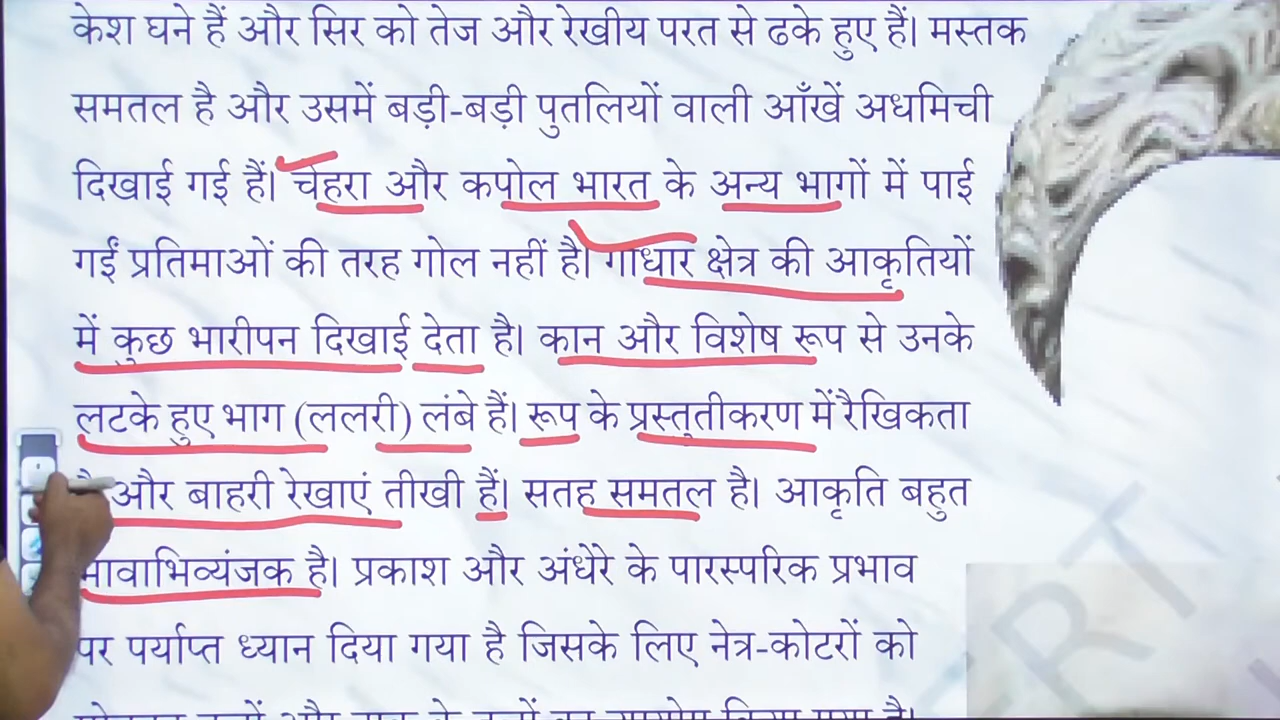 केश घने हैं और सिर को तेज और रेखीय परत से ढके हुए हैं। मस्तक
समतल है और उसमें बड़ी-बड़ी पुतलियों वाली आँखें अधमिची
दिखाई गई हैं। चेहरा और कपोल भारत के अन्य भागों में पाई
गईं प्रतिमाओं की तरह गोल नहीं है। गांधार क्षेत्र की आकृतियों
में कुछ भारीपन दिखाई देता है। कान और विशेष रूप से उनके
लटके हुए भाग (ललरी) लंबे हैं। रूप के प्रस्तुतीकरण में रैखिकता
और बाहरी रेखाएं तीखी हैं। सतह समतल है। आकृति बहुत
भावाभिव्यंजक है। प्रकाश और अंधेरे के पारस्परिक प्रभाव
पर पर्याप्त ध्यान दिया गया है जिसके लिए नेत्र-कोटरों को